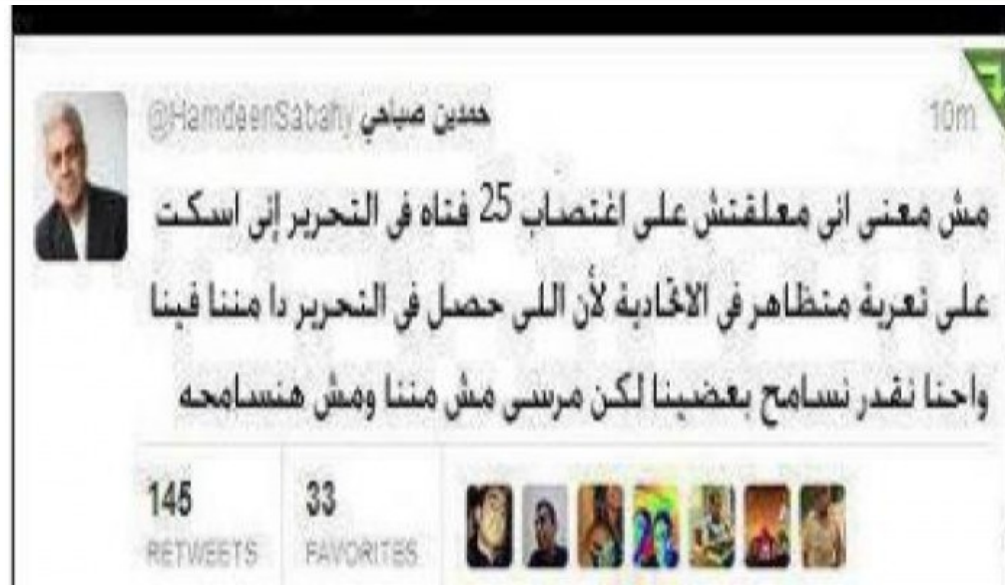 حمدين صباحي @HamdeenSabahy 10m
مش معنى انى معلقتش على اغتصاب 25 فتاه فى التحرير إنى اسكت
على تعرية متظاهر فى الاتحادية لأن اللى حصل فى التحرير دا مننا فينا
واحنا نقدر نسامح بعضينا لكن مرسى مش مننا ومش هنسامحه
145 33
RETWEETS FAVORITES